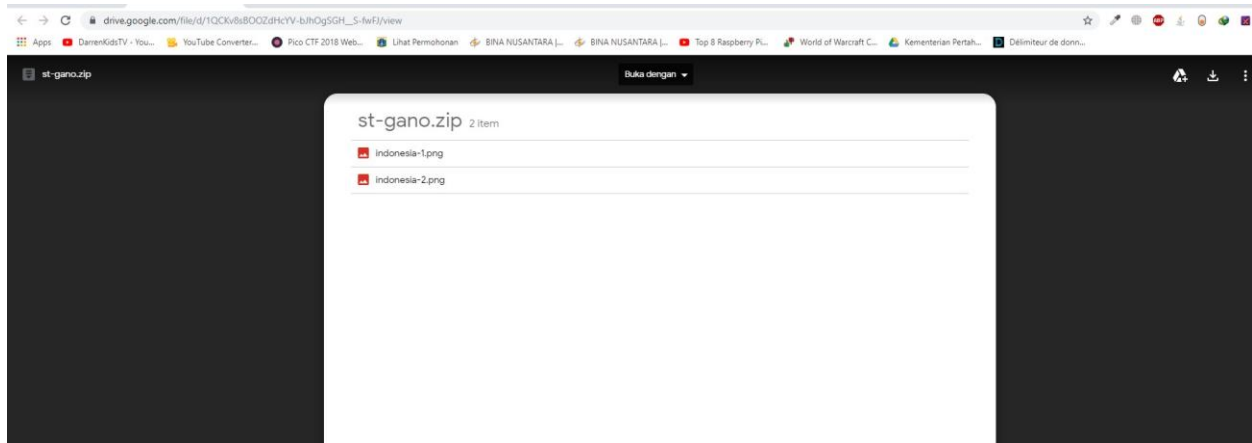 drive.google.com/file/d/1QCKv8s8OOZdHcYV-bJhOgSGH__S-fwFJ/view
Apps DarrenKidsTV - You... YouTube Converter... Pico CTF 2018 Web... Lihat Permohonan BINA NUSANTARA |... BINA NUSANTARA |... Top 8 Raspberry Pi... World of Warcraft C... Kementerian Pertah... Délimiteur de donn...
st-gano.zip Buka dengan
st-gano.zip 2 item
indonesia-1.png
indonesia-2.png